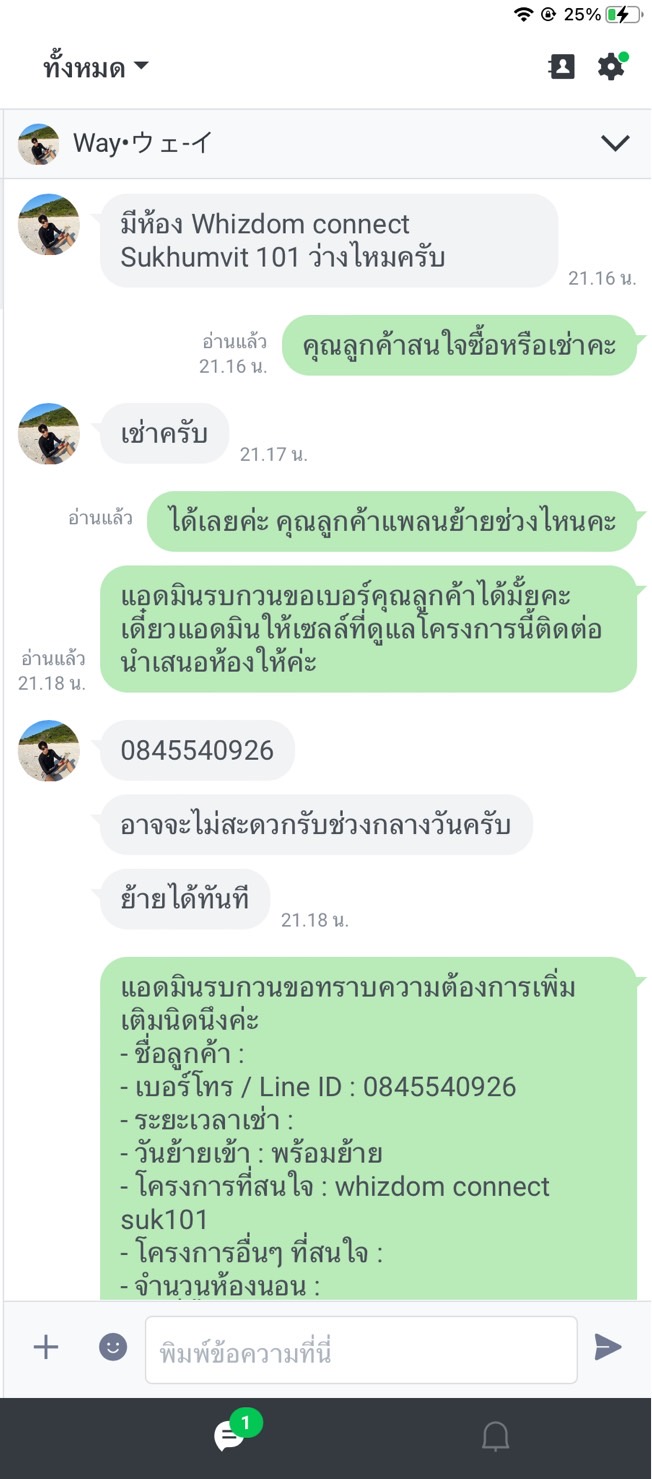 25%
ทั้งหมด
Way•ウェ-イ
มีห้อง Whizdom connect
Sukhumvit 101 ว่างไหมครับ
21.16 น.
คุณลูกค้าสนใจซื้อหรือเช่าคะ
อ่านแล้ว
21.16 น.
เช่าครับ
21.17 น.
ได้เลยค่ะ คุณลูกค้าแพลนย้ายช่วงไหนคะ
อ่านแล้ว
แอดมินรบกวนขอเบอร์คุณลูกค้าได้มั้ยคะ
เดี๋ยวแอดมินให้เซลล์ที่ดูแลโครงการนี้ติดต่อ
นำเสนอห้องให้ค่ะ
อ่านแล้ว
21.18 น.
0845540926
อาจจะไม่สะดวกรับช่วงกลางวันครับ
ย้ายได้ทันที
21.18 น.
แอดมินรบกวนขอทราบความต้องการเพิ่ม
เติมนิดนึงค่ะ
- ชื่อลูกค้า :
- เบอร์โทร / Line ID : 0845540926
- ระยะเวลาเช่า :
- วันย้ายเข้า : พร้อมย้าย
- โครงการที่สนใจ : whizdom connect
suk101
- โครงการอื่นๆ ที่สนใจ :
- จำนวนห้องนอน :
พิมพ์ข้อความที่นี่
1